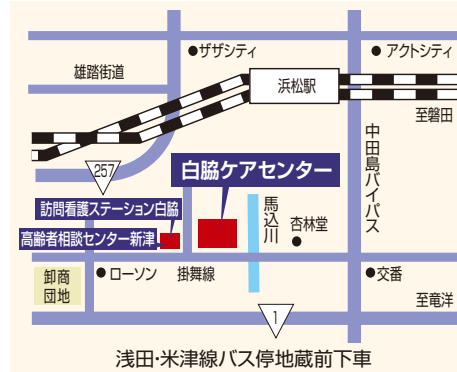 ザザシティ
アクトシティ
雄踏街道
浜松駅
至磐田
中田島バイパス
257
白脇ケアセンター
訪問看護ステーション白脇
高齢者相談センター新津
馬込川
杏林堂
卸商
団地
ローソン
掛舞線
交番
至竜洋
1
浅田・米津線バス停地蔵前下車